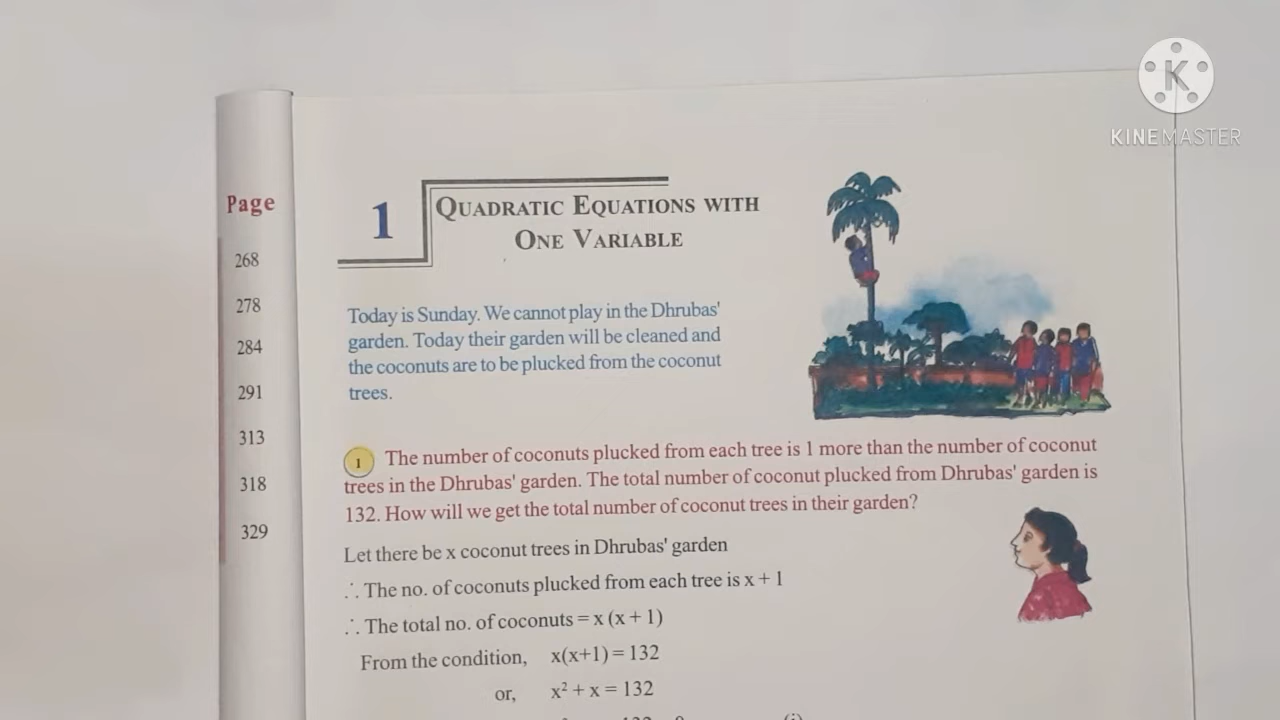 K
KINEMASTER
Page
268
278
284
291
313
318
329
1
QUADRATIC EQUATIONS WITH
ONE VARIABLE
Today is Sunday. We cannot play in the Dhrubas'
garden. Today their garden will be cleaned and
the coconuts are to be plucked from the coconut
trees.
1 The number of coconuts plucked from each tree is 1 more than the number of coconut
trees in the Dhrubas' garden. The total number of coconut plucked from Dhrubas' garden is
132. How will we get the total number of coconut trees in their garden?
Let there be x coconut trees in Dhrubas' garden
∴ The no. of coconuts plucked from each tree is x + 1
∴ The total no. of coconuts = x (x + 1)
From the condition, x(x+1) = 132
or, x² + x = 132